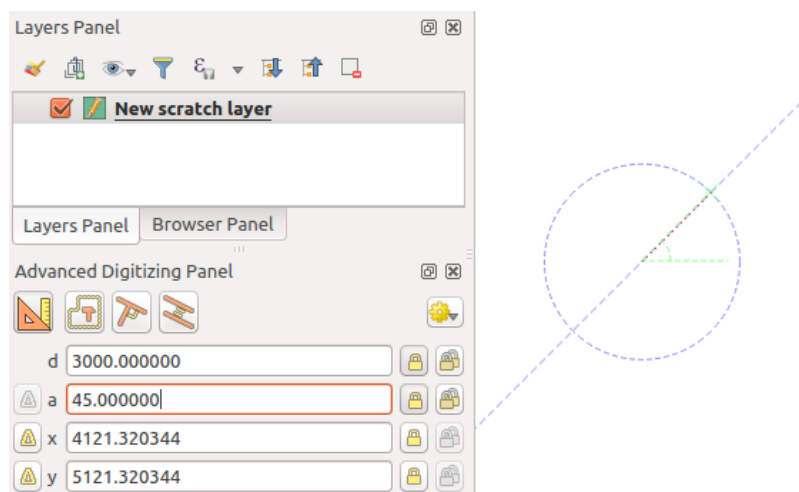 Layers Panel
New scratch layer
Layers Panel Browser Panel
Advanced Digitizing Panel
d 3000.000000
a 45.000000
x 4121.320344
y 5121.320344